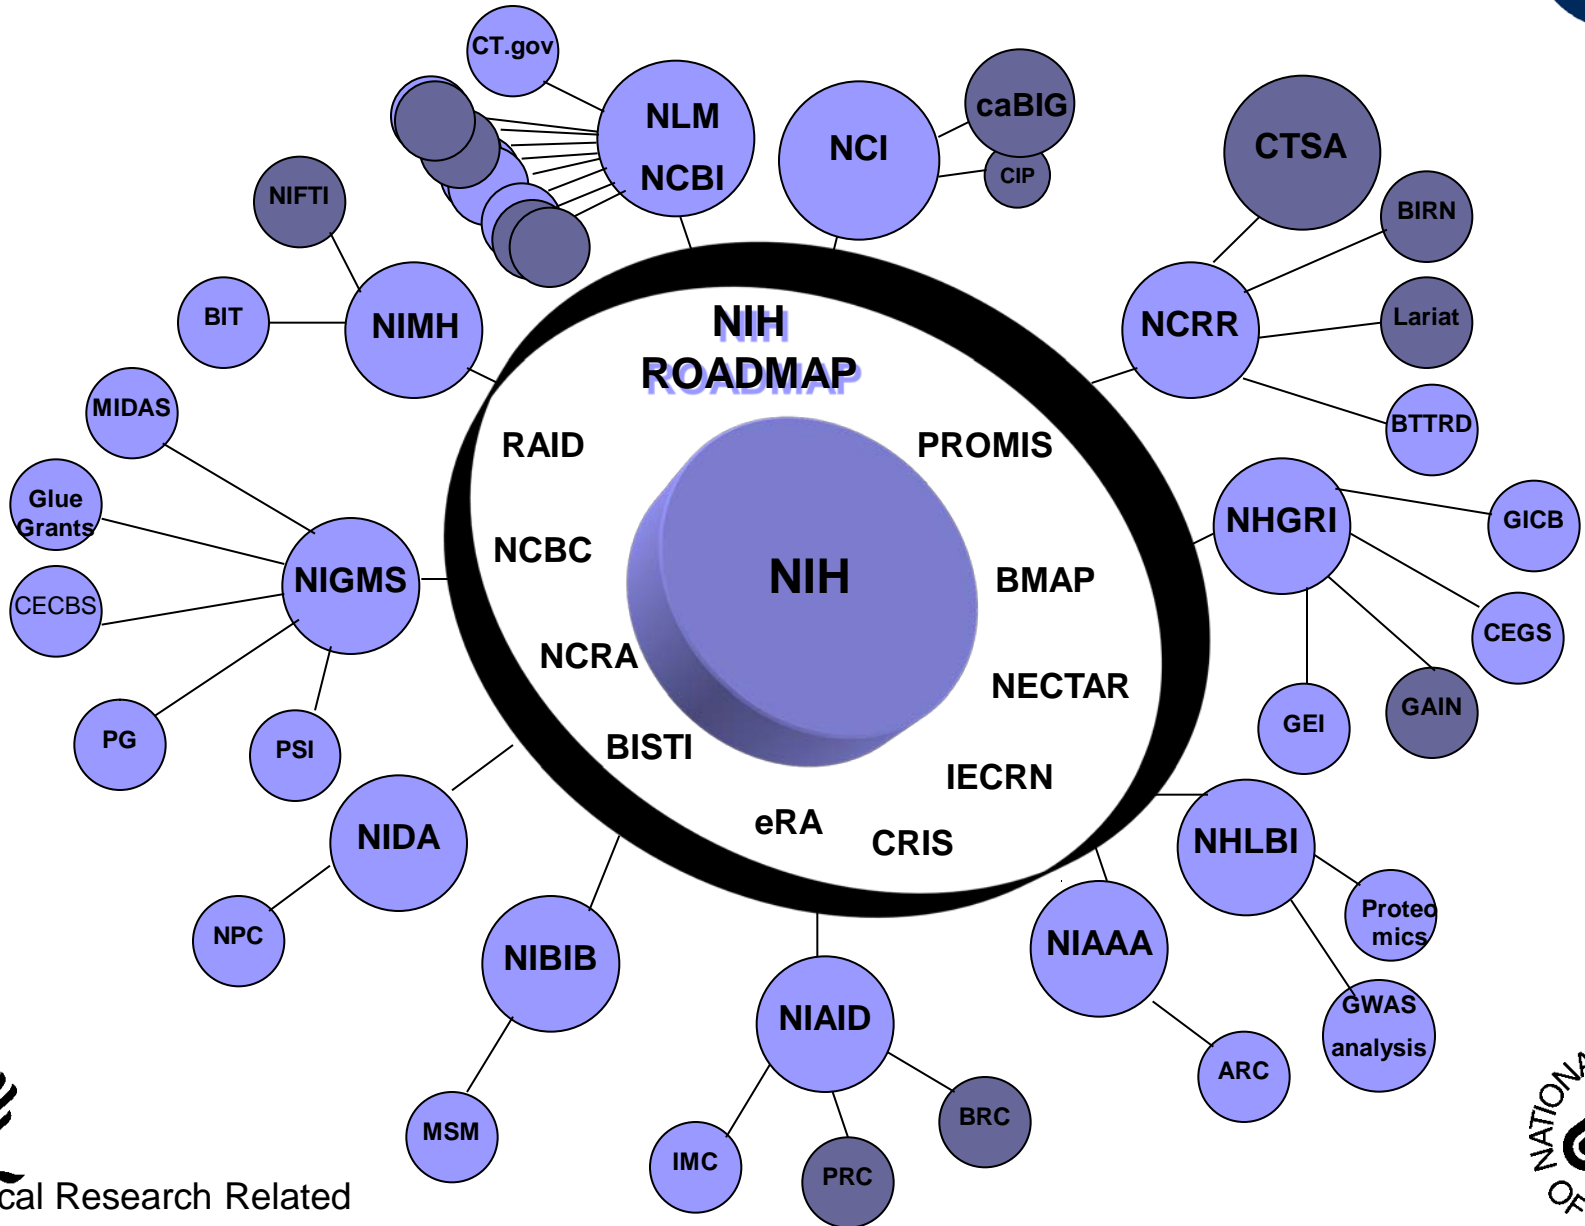 CT.gov
NLM
NCBI
NCI
caBIG
CIP
CTSA
BIRN
NIFTI
BIT
NIMH
NCRR
Lariat
BTTRD
NIH
ROADMAP
MIDAS
RAID
PROMIS
Glue
Grants
NIGMS
NCBC
NIH
BMAP
NHGRI
GICB
CECBS
NCRA
NECTAR
CEGS
PG
PSI
BISTI
IECRN
GEI
GAIN
NIDA
eRA
CRIS
NHLBI
NPC
NIBIB
NIAID
NIAAA
Proteo
mics
GWAS
analysis
MSM
IMC
PRC
BRC
ARC
cal Research Related
NATIONA
OF